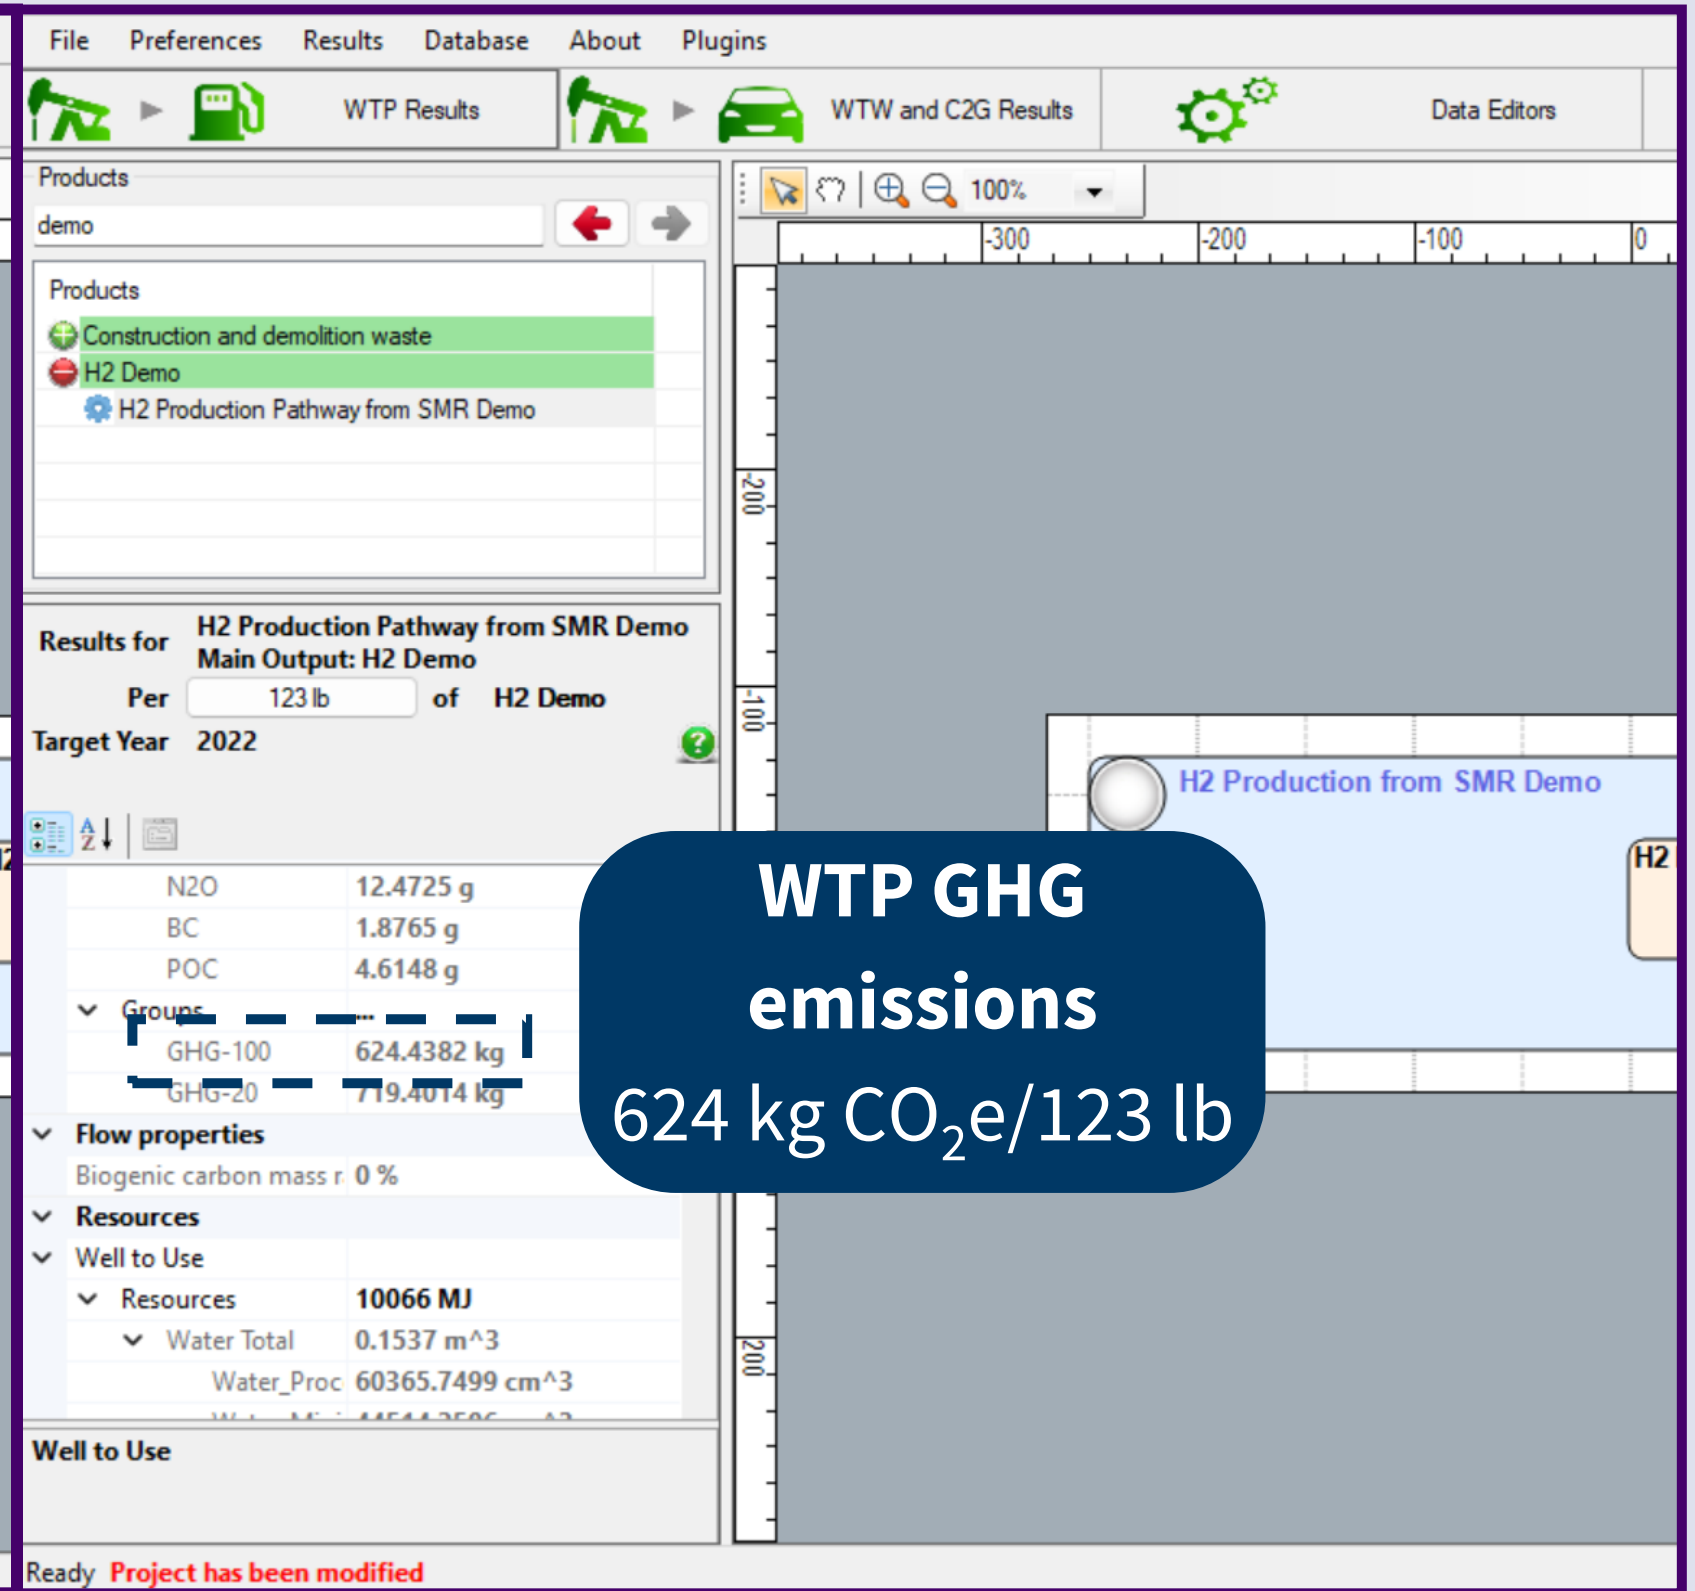 File Preferences Results Database About Plugins
WTP Results
WTW and C2G Results
Data Editors
Products
demo
100%
-300 -200 -100 0
Products
Construction and demolition waste
H2 Demo
H2 Production Pathway from SMR Demo
-200
-100
200
Results for H2 Production Pathway from SMR Demo
Main Output: H2 Demo
Per 123 lb of H2 Demo
Target Year 2022
H2 Production from SMR Demo
H2
N2O 12.4725 g
BC 1.8765 g
POC 4.6148 g
Groups ...
GHG-100 624.4382 kg
GHG-20 719.4014 kg
Flow properties
Biogenic carbon mass r 0 %
Resources
Well to Use
Resources 10066 MJ
Water Total 0.1537 m^3
Water_Proc 60365.7499 cm^3
WTP GHG
emissions
624 kg CO₂e/123 lb
Well to Use
Ready Project has been modified